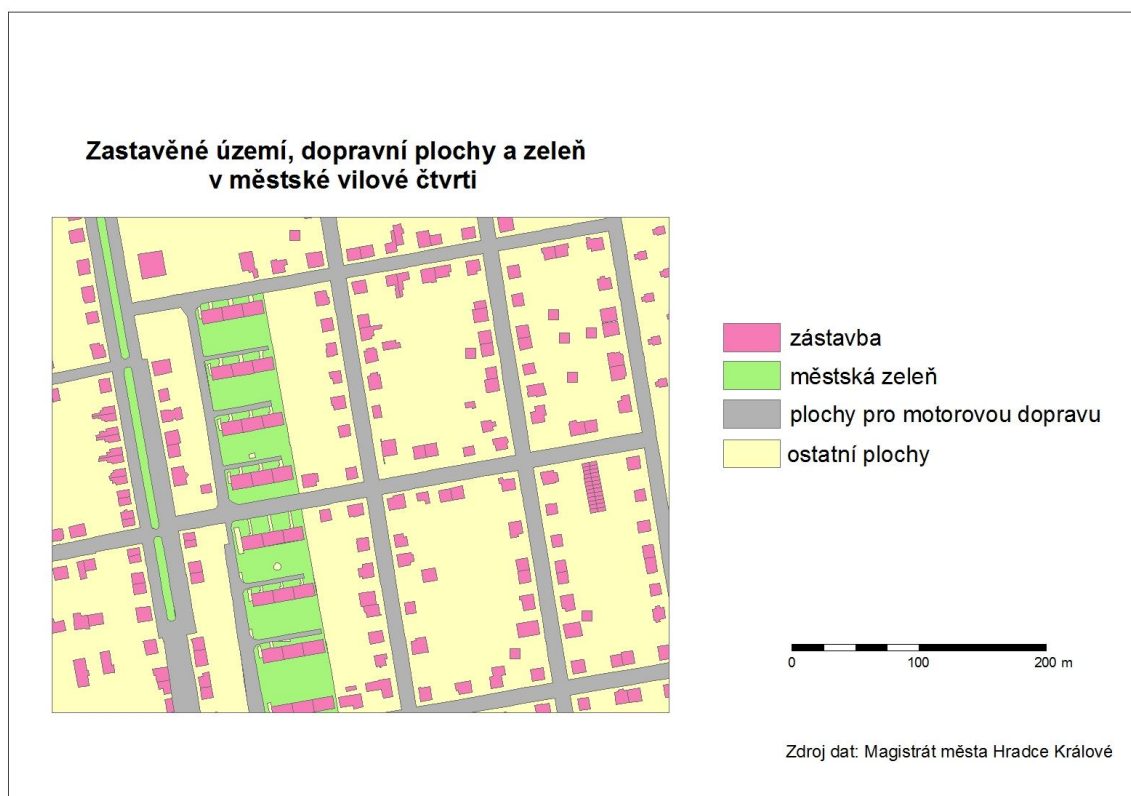 Zastavěné území, dopravní plochy a zeleň
v městské vilové čtvrti
zástavba
městská zeleň
plochy pro motorovou dopravu
ostatní plochy
0 100 200 m
Zdroj dat: Magistrát města Hradce Králové